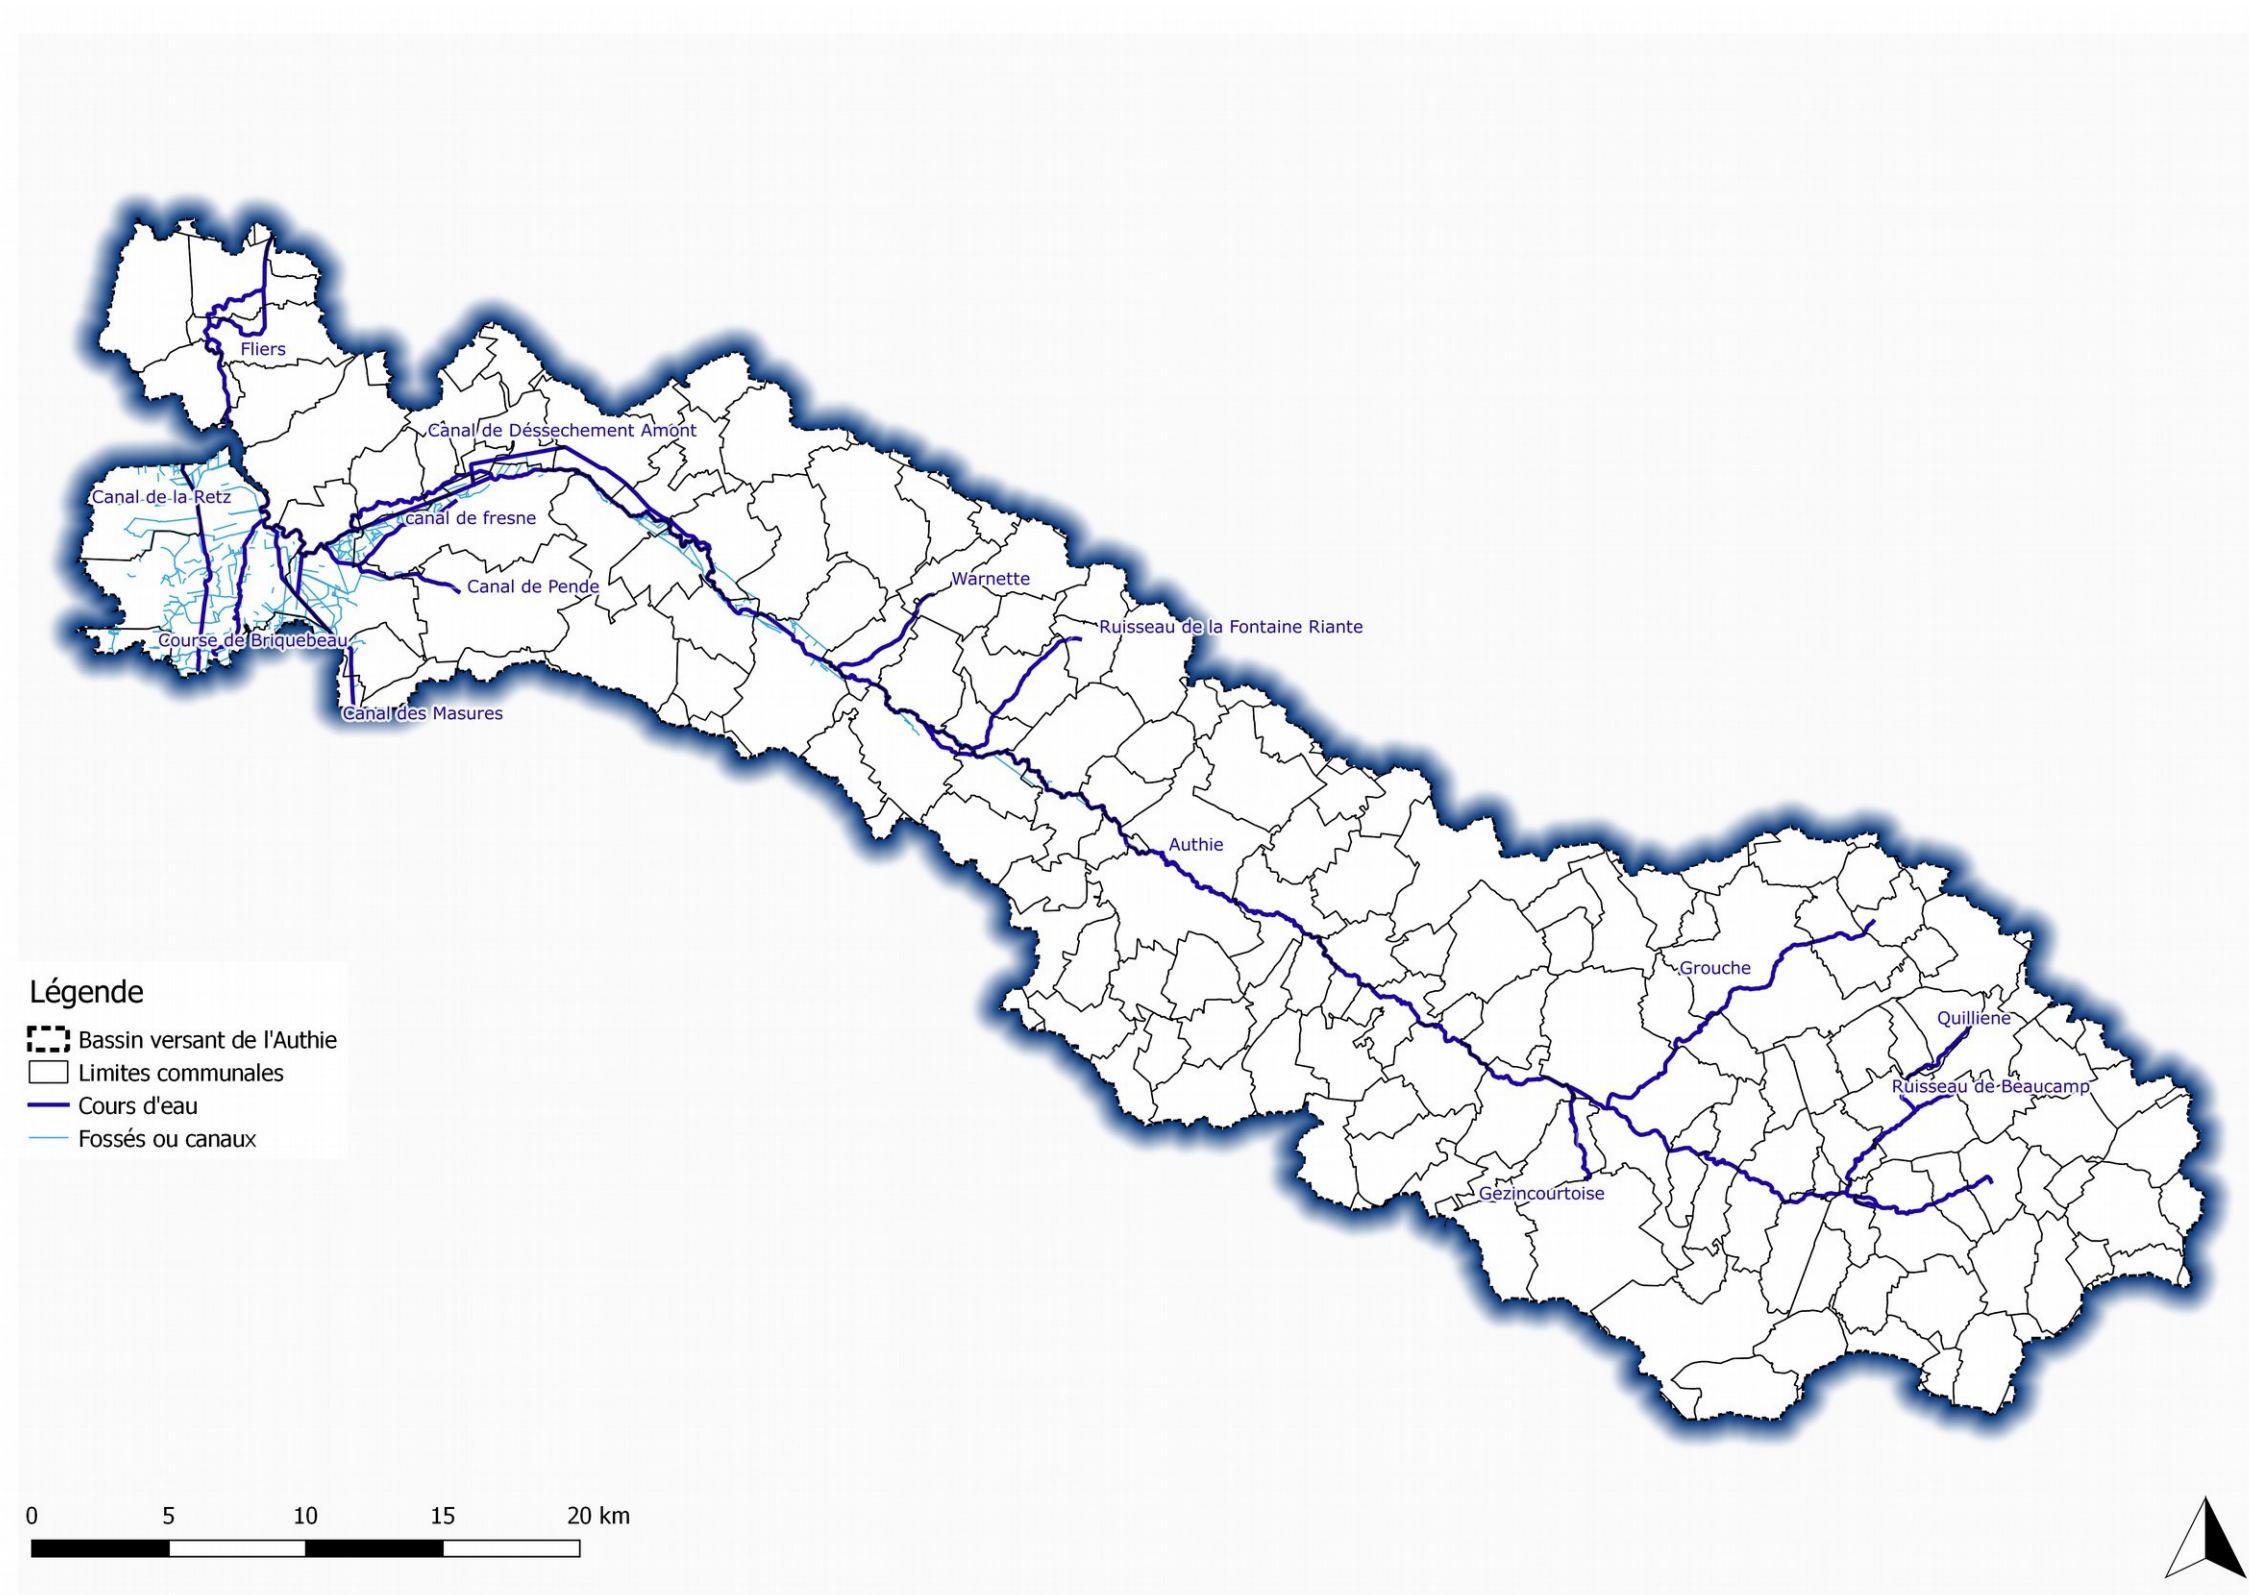 Fliers
Canal de Déssechement Amont
Canal de la Retz
canal de fresne
Warnette
Canal de Pende
Ruisseau de la Fontaine Riante
Course de Briquebeau
Canal des Masures
Authie
Grouche
Quilliene
Ruisseau de Beaucamp
Gezincourtoise
Légende
Bassin versant de l'Authie
Limites communales
Cours d'eau
Fossés ou canaux
0 5 10 15 20 km